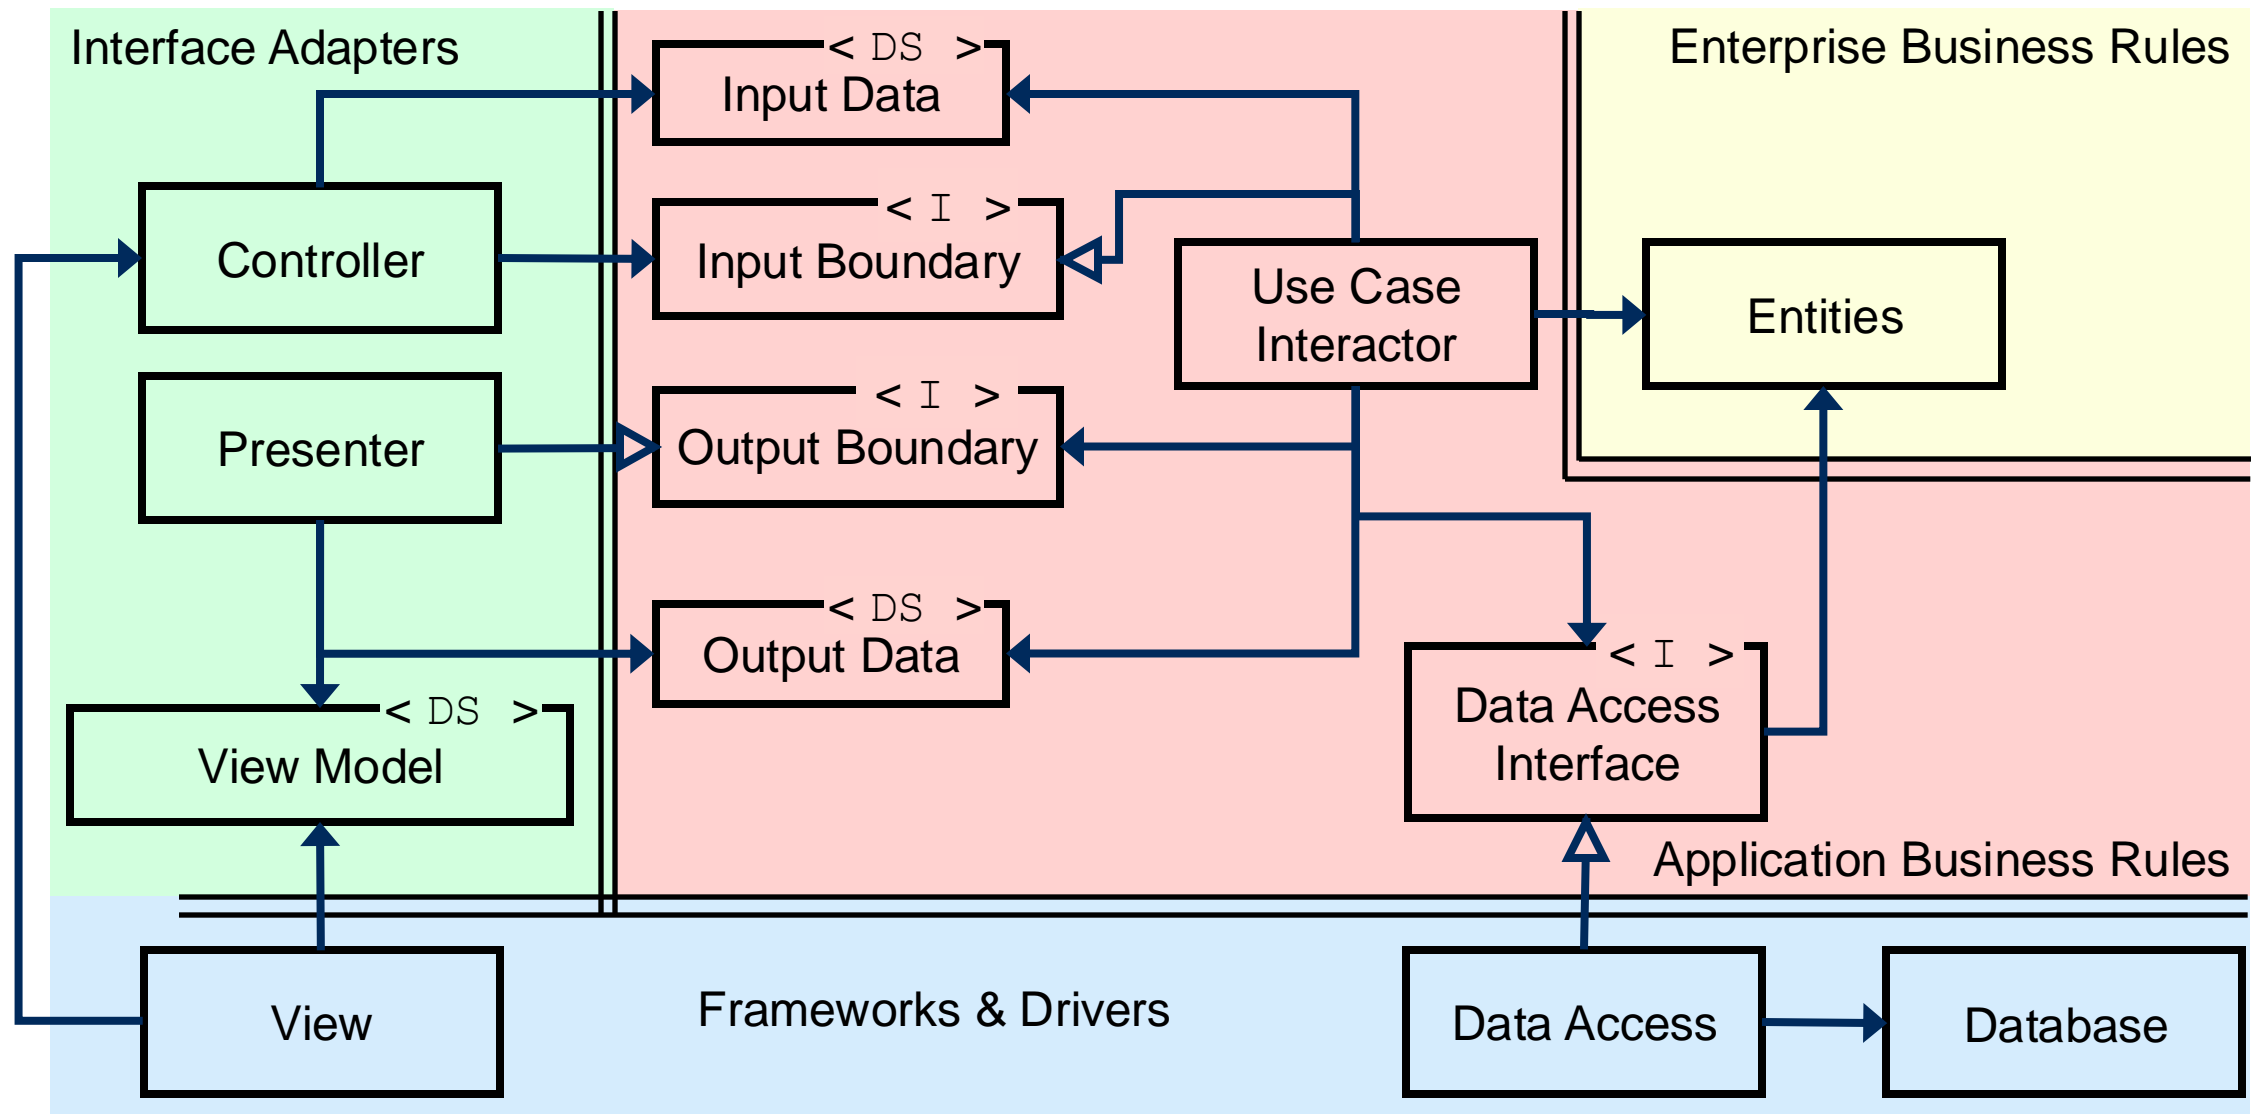 Interface Adapters
< DS >
Input Data
Enterprise Business Rules
Controller
< I >
Input Boundary
Use Case
Interactor
Entities
Presenter
< I >
Output Boundary
< DS >
Output Data
< DS >
View Model
< I >
Data Access
Interface
Application Business Rules
View
Frameworks & Drivers
Data Access
Database